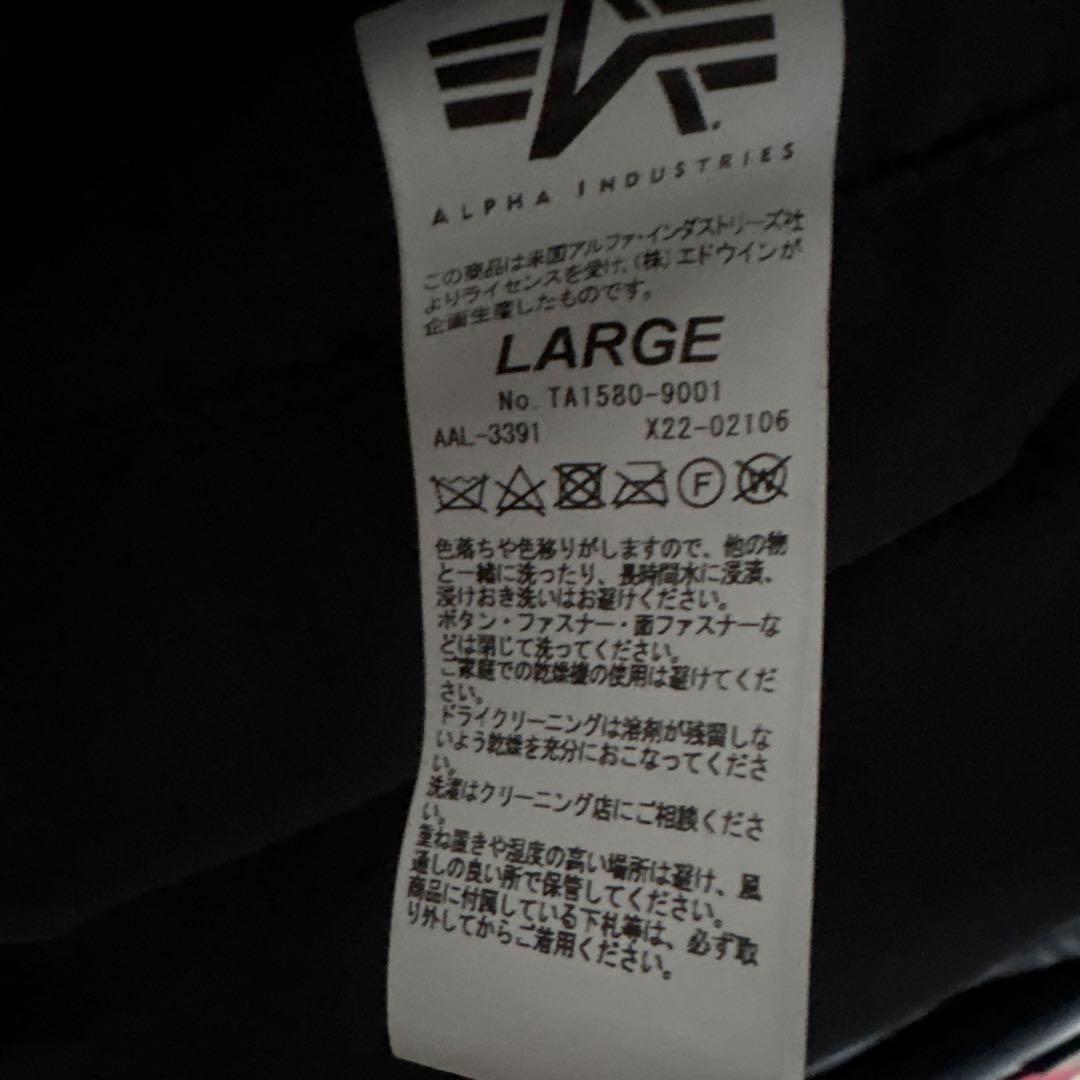 ALPHA INDUSTRIES
この商品は米国アルファ・インダストリーズ社
よりライセンスを受け、(株)エドウインが
企画生産したものです。
LARGE
No. TA1580-9001
AAL-3391 X22-02106
F W
色落ちや色移りがしますので、他の物
と一緒に洗ったり、長時間水に浸漬、
浸けおき洗いはお避けください。
ボタン・ファスナー・面ファスナーな
どは閉じて洗ってください。
ご家庭での乾燥機の使用は避けてくだ
さい。
ドライクリーニングは溶剤が残留しな
いよう乾燥を充分におこなってくださ
い。
洗濯はクリーニング店にご相談くださ
い。
重ね置きや湿度の高い場所は避け、風
通しの良い所で保管してください。
商品に付属している下札等は、必ず取
り外してからご着用ください。